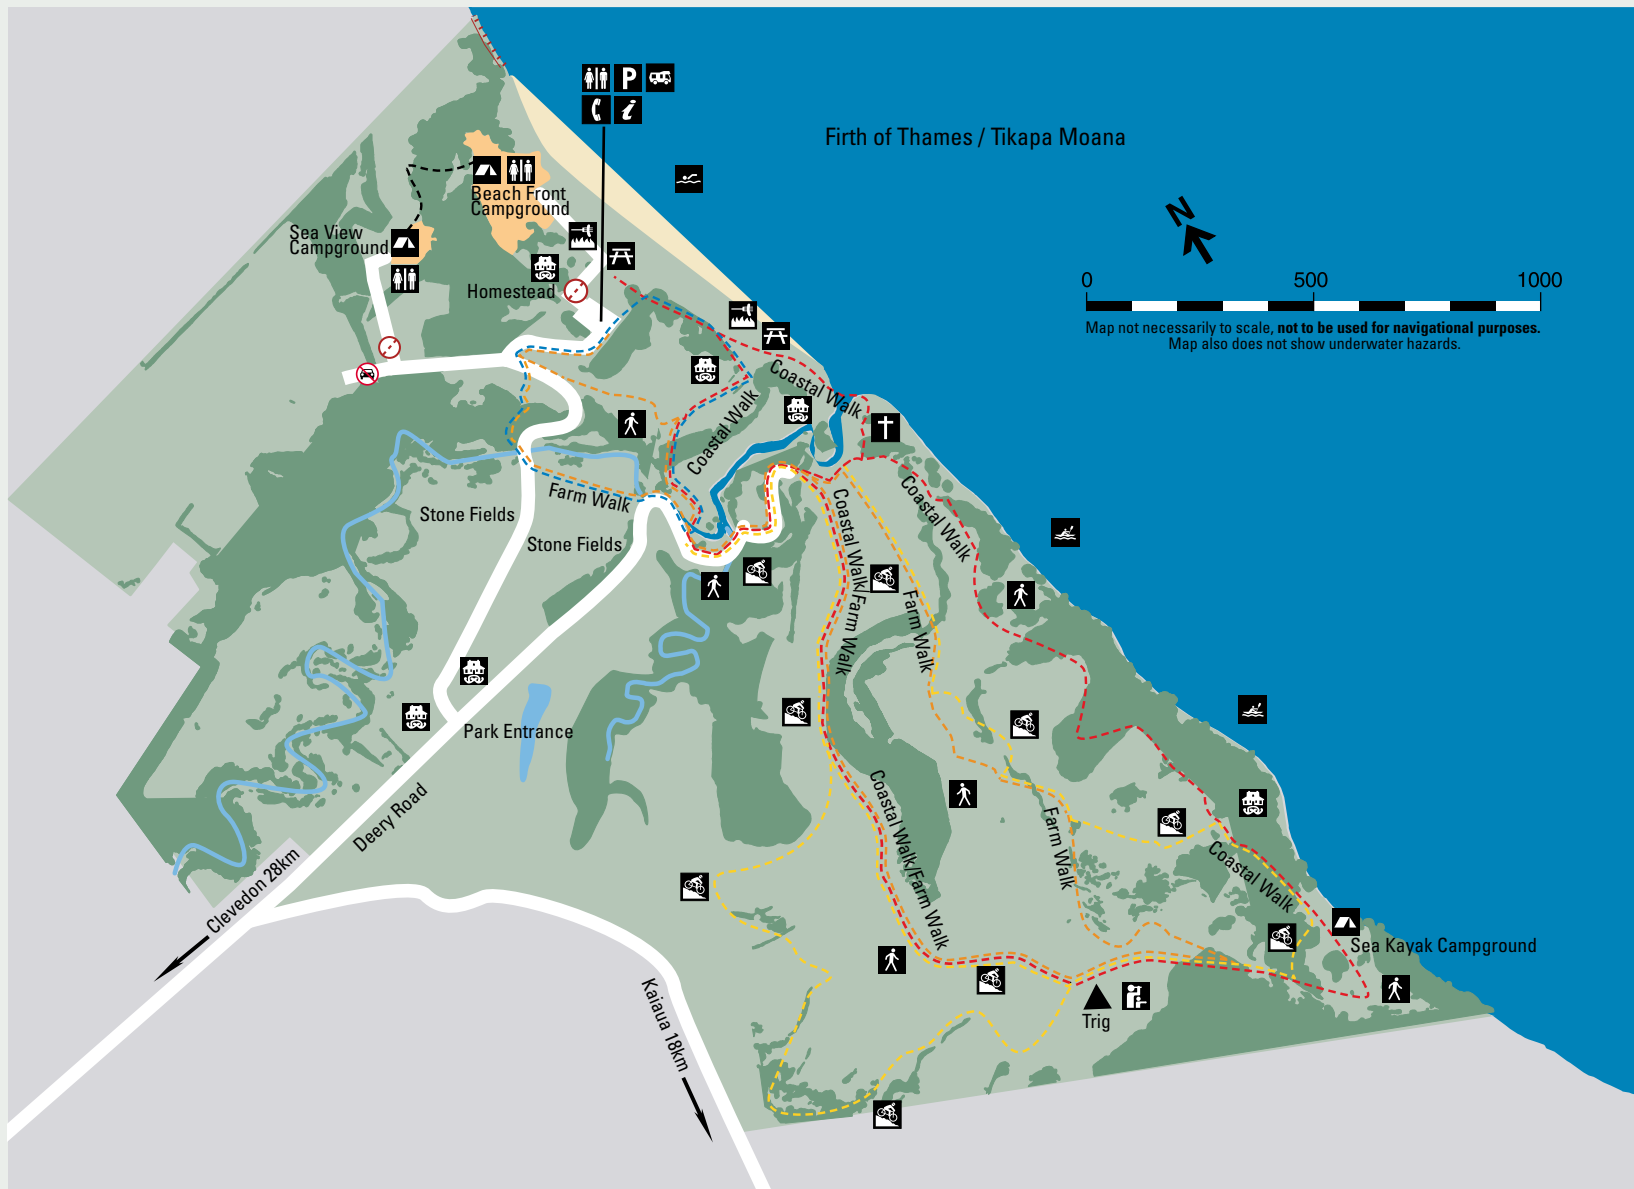 P
i
Firth of Thames / Tikapa Moana
N
Beach Front
Campground
Sea View
Campground
Homestead
0 500 1000
Map not necessarily to scale, not to be used for navigational purposes.
Map also does not show underwater hazards.
Coastal Walk
Coastal Walk
Farm Walk
Stone Fields
Stone Fields
Coastal Walk
Coastal Walk/Farm Walk
Farm Walk
Park Entrance
Deery Road
Coastal Walk/Farm Walk
Farm Walk
Coastal Walk
Clevedon 28km
Sea Kayak Campground
Kaiaua 18km
Trig